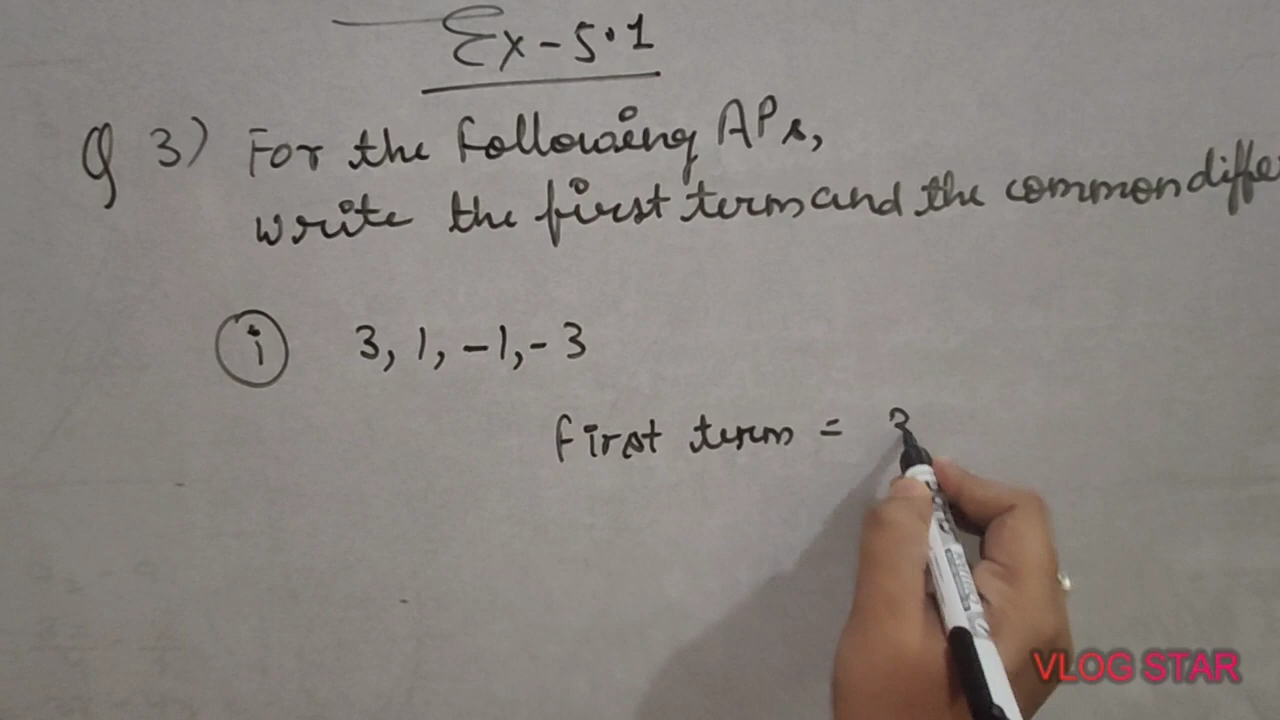 Ex-5.1
Q 3) For the following APs,
write the first term and the common diffe
i 3, 1, -1, -3
first term = 3
VLOG STAR